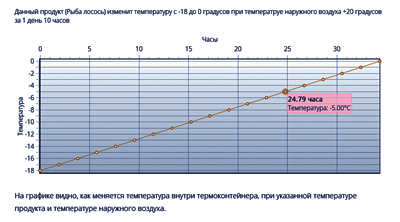 Данный продукт (Рыба лосось) изменит температуру с -18 до 0 градусов при температруе наружного воздуха +20 градусов
за 1 день 10 часов
Часы
0 5 10 15 20 25 30
Температура
0
-2
-4
-6
-8
-10
-12
-14
-16
-18
24.79 часа
Температура: -5.00°C
На графике видно, как меняется температура внутри термоконтейнера, при указанной температуре
продукта и температуре наружного воздуха.